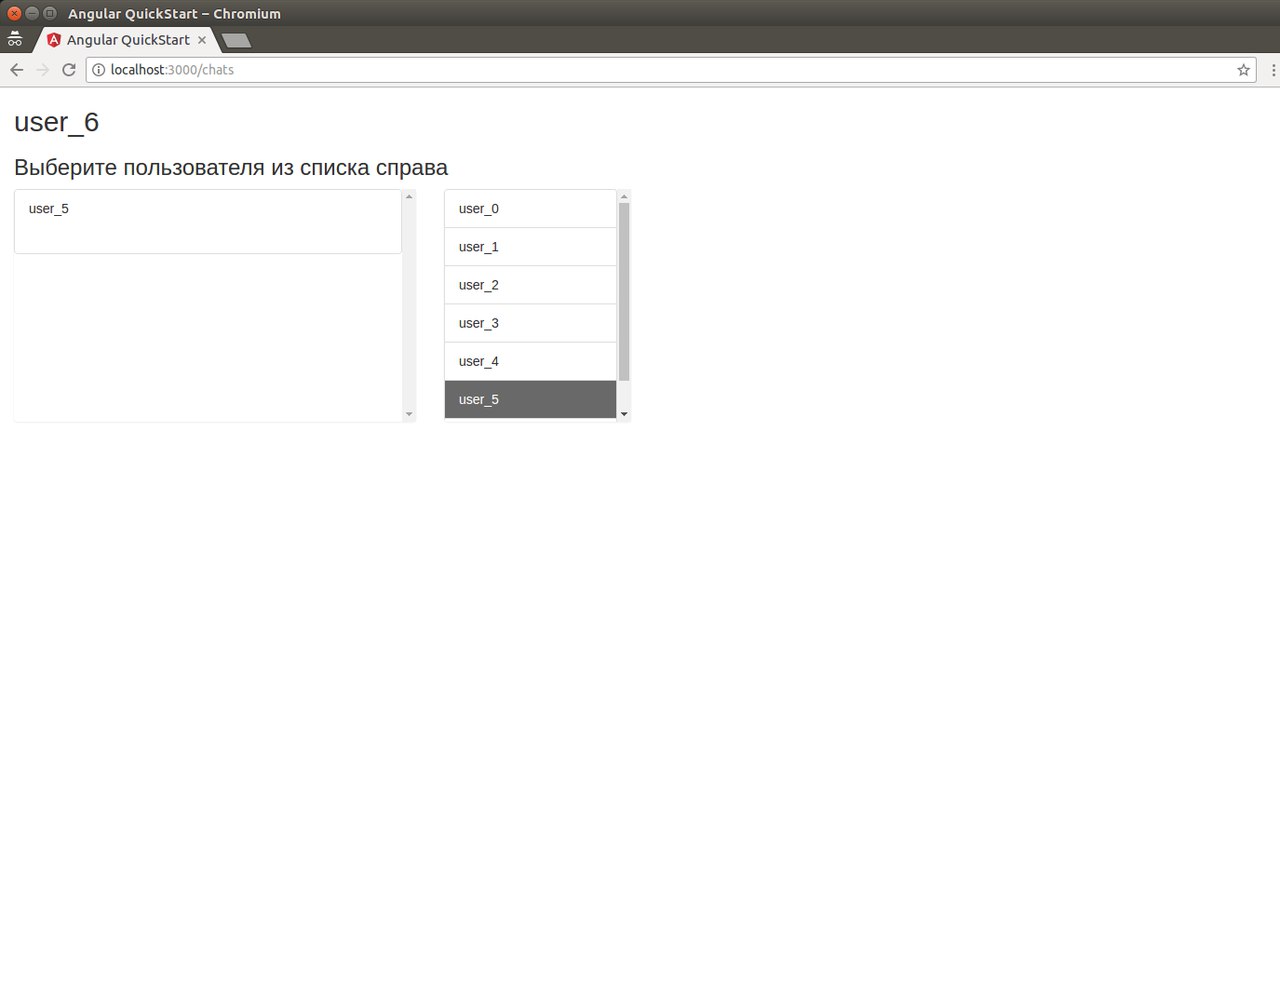 Angular QuickStart – Chromium
Angular QuickStart
localhost:3000/chats
user_6
Выберите пользователя из списка справа
user_5
user_0
user_1
user_2
user_3
user_4
user_5